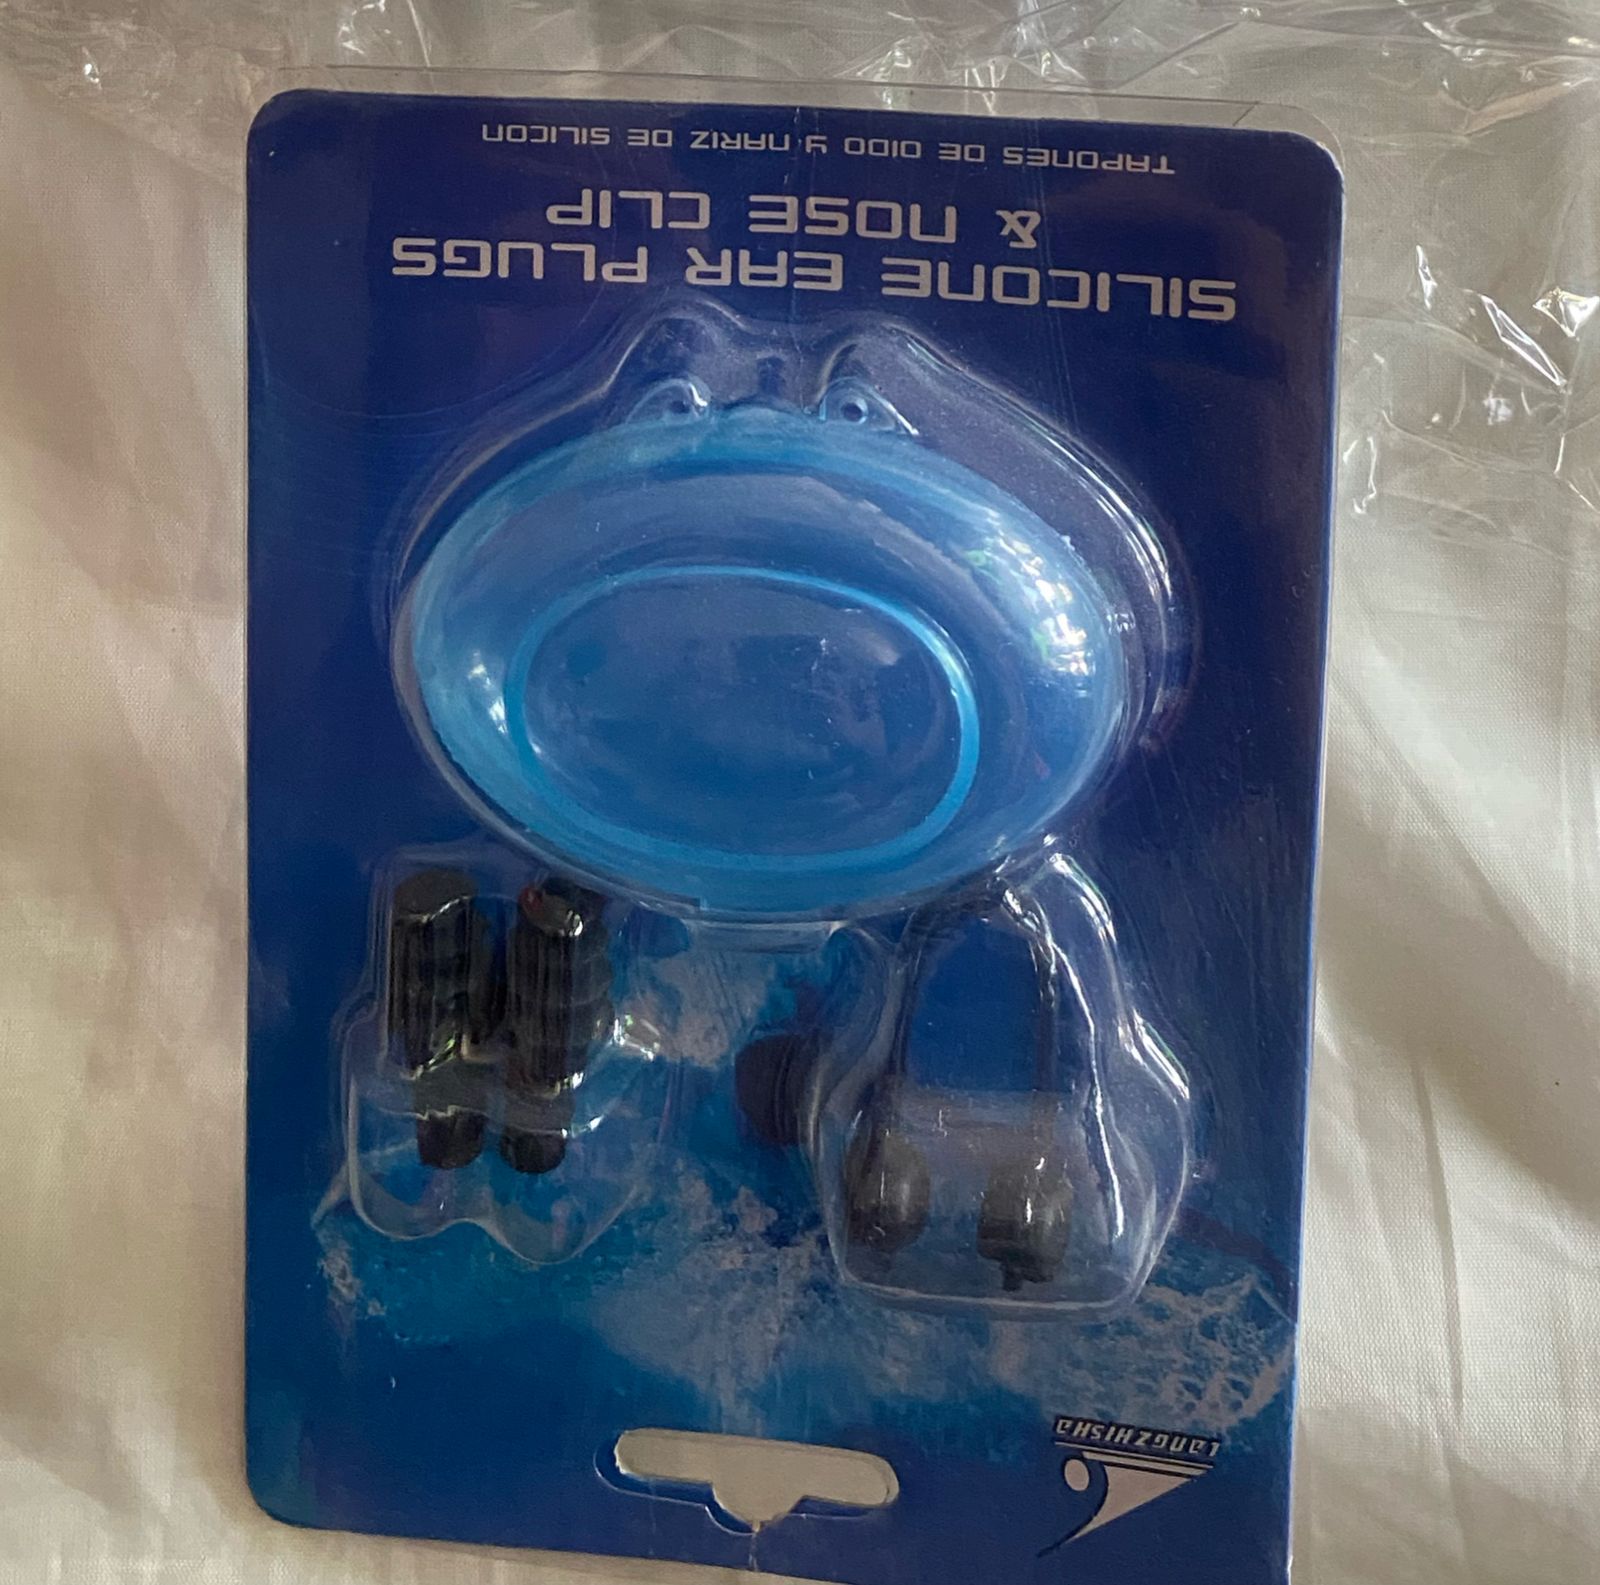 LANGZHISHA
SILICONE EAR PLUGS
& NOSE CLIP
TAPONES DE OIDO Y NARIZ DE SILICON